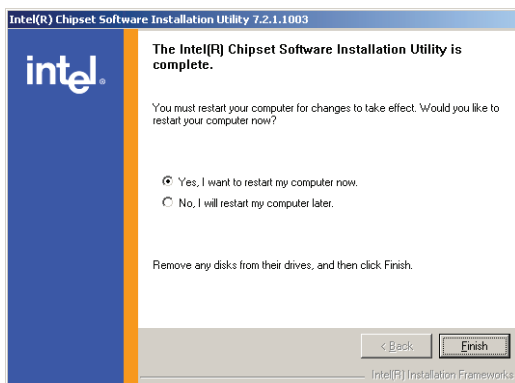 Intel(R) Chipset Software Installation Utility 7.2.1.1003
intel.
The Intel(R) Chipset Software Installation Utility is
complete.
You must restart your computer for changes to take effect. Would you like to
restart your computer now?
Yes, I want to restart my computer now.
No, I will restart my computer later.
Remove any disks from their drives, and then click Finish.
< Back
Finish
Intel(R) Installation Frameworks